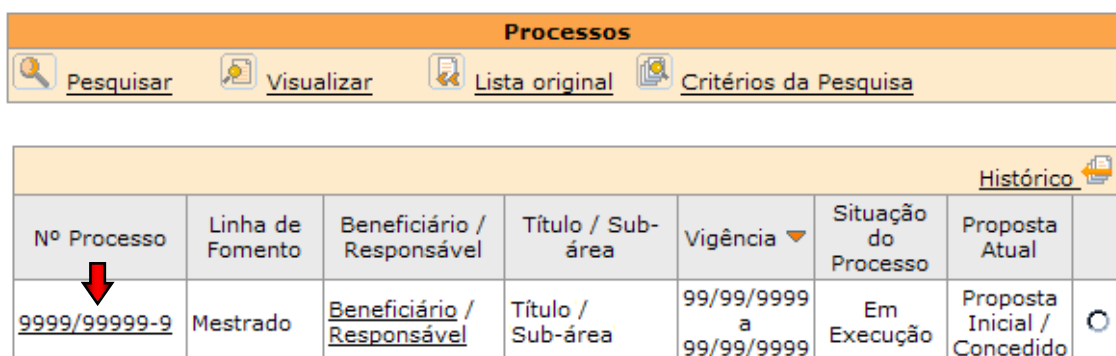 Processos
Pesquisar Visualizar Lista original Critérios da Pesquisa
Histórico
Nº Processo
Linha de
Fomento
Beneficiário /
Responsável
Título / Sub-
área
Vigência
Situação
do
Processo
Proposta
Atual
9999/99999-9
Mestrado
Beneficiário /
Responsável
Título /
Sub-área
99/99/9999
a
99/99/9999
Em
Execução
Proposta
Inicial /
Concedido